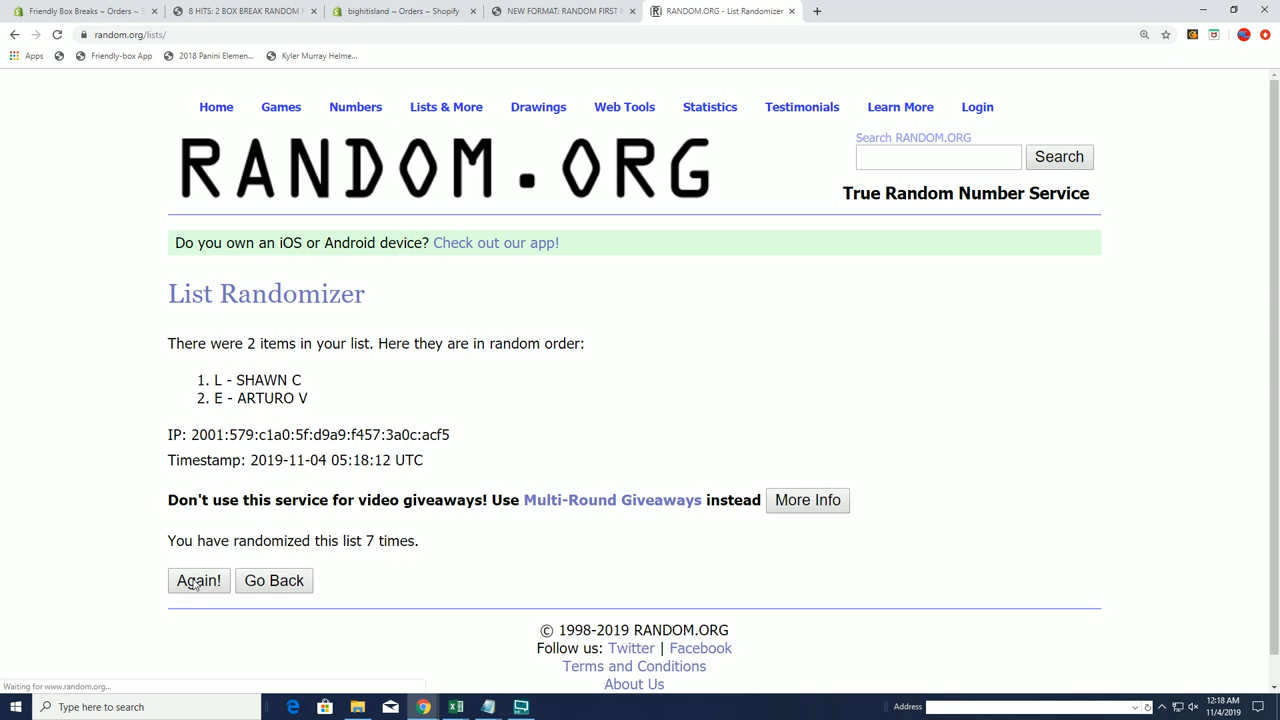 Friendly Box Breaks ~ Orders ~ S
8 HITS: 2 BOX BREAK RANDOM F
bighitisland ~ Orders ~ Shopify
NEW FORMAT: RANDOM FIRST N
RANDOM.ORG - List Randomizer
random.org/lists/
Apps
Friendly-box App
2018 Panini Elemen...
Kyler Murray Helme...
Home
Games
Numbers
Lists & More
Drawings
Web Tools
Statistics
Testimonials
Learn More
Login
RANDOM.ORG
Search RANDOM.ORG
Search
True Random Number Service
Do you own an iOS or Android device? Check out our app!
List Randomizer
There were 2 items in your list. Here they are in random order:
1. L - SHAWN C
2. E - ARTURO V
IP: 2001:579:c1a0:5f:d9a9:f457:3a0c:acf5
Timestamp: 2019-11-04 05:18:12 UTC
Don't use this service for video giveaways! Use Multi-Round Giveaways instead More Info
You have randomized this list 7 times.
Again! Go Back
© 1998-2019 RANDOM.ORG
Follow us: Twitter | Facebook
Terms and Conditions
About Us
Waiting for www.random.org...
Type here to search
Address
12:18 AM
11/4/2019